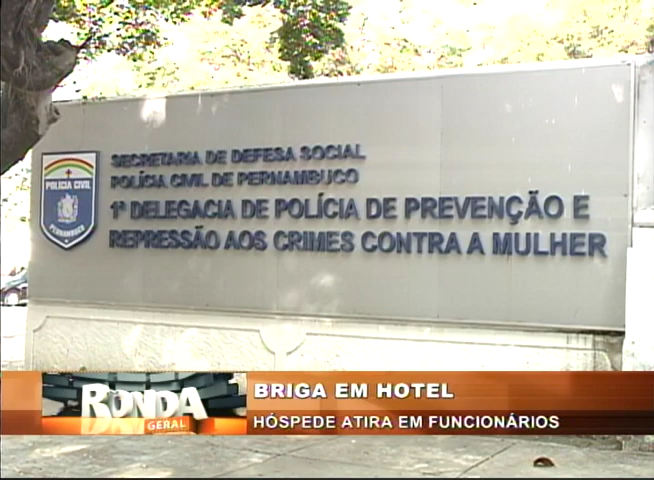 SECRETARIA DE DEFESA SOCIAL
POLÍCIA CIVIL DE PERNAMBUCO
1ª DELEGACIA DE POLÍCIA DE PREVENÇÃO E
REPRESSÃO AOS CRIMES CONTRA A MULHER
POLÍCIA CIVIL
PERNAMBUCO
RONDA
GERAL
BRIGA EM HOTEL
HÓSPEDE ATIRA EM FUNCIONÁRIOS